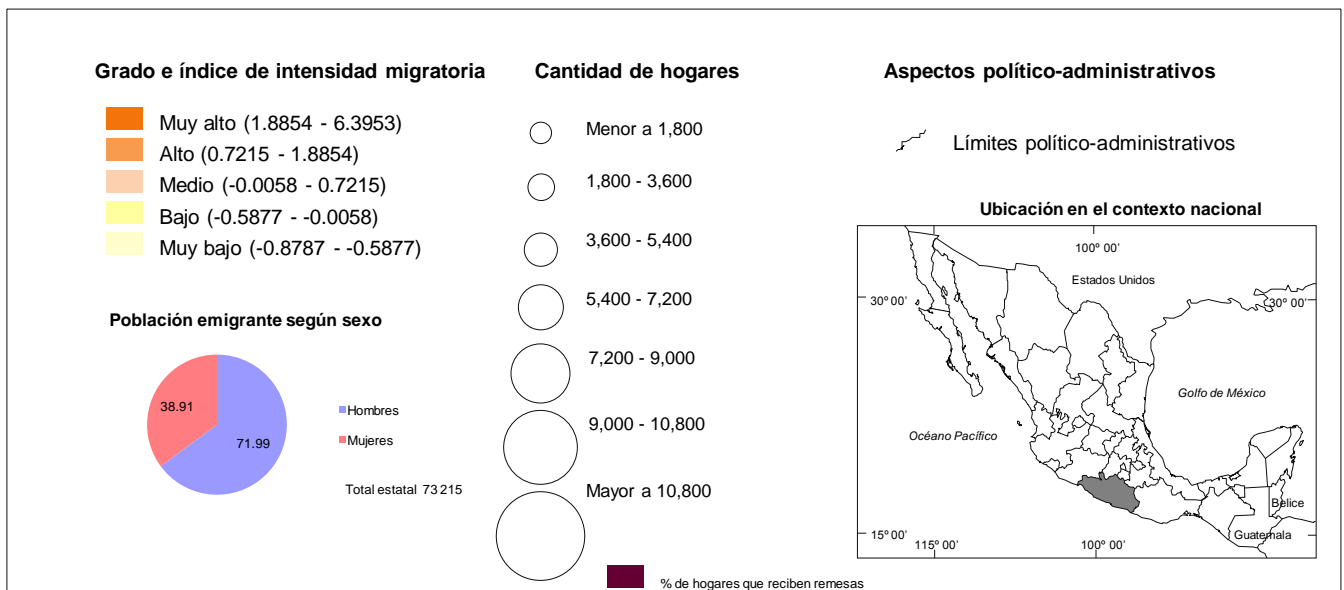 Grado e índice de intensidad migratoria
Muy alto (1.8854 - 6.3953)
Alto (0.7215 - 1.8854)
Medio (-0.0058 - 0.7215)
Bajo (-0.5877 - -0.0058)
Muy bajo (-0.8787 - -0.5877)
Población emigrante según sexo
38.91
71.99
Hombres
Mujeres
Total estatal 73 215
Cantidad de hogares
Menor a 1,800
1,800 - 3,600
3,600 - 5,400
5,400 - 7,200
7,200 - 9,000
9,000 - 10,800
Mayor a 10,800
% de hogares que reciben remesas
Aspectos político-administrativos
Límites político-administrativos
Ubicación en el contexto nacional
100º 00'
Estados Unidos
30º 00'
30º 00'
Golfo de México
Océano Pacífico
Belice
Guatemala
15º 00'
115º 00'
100º 00'